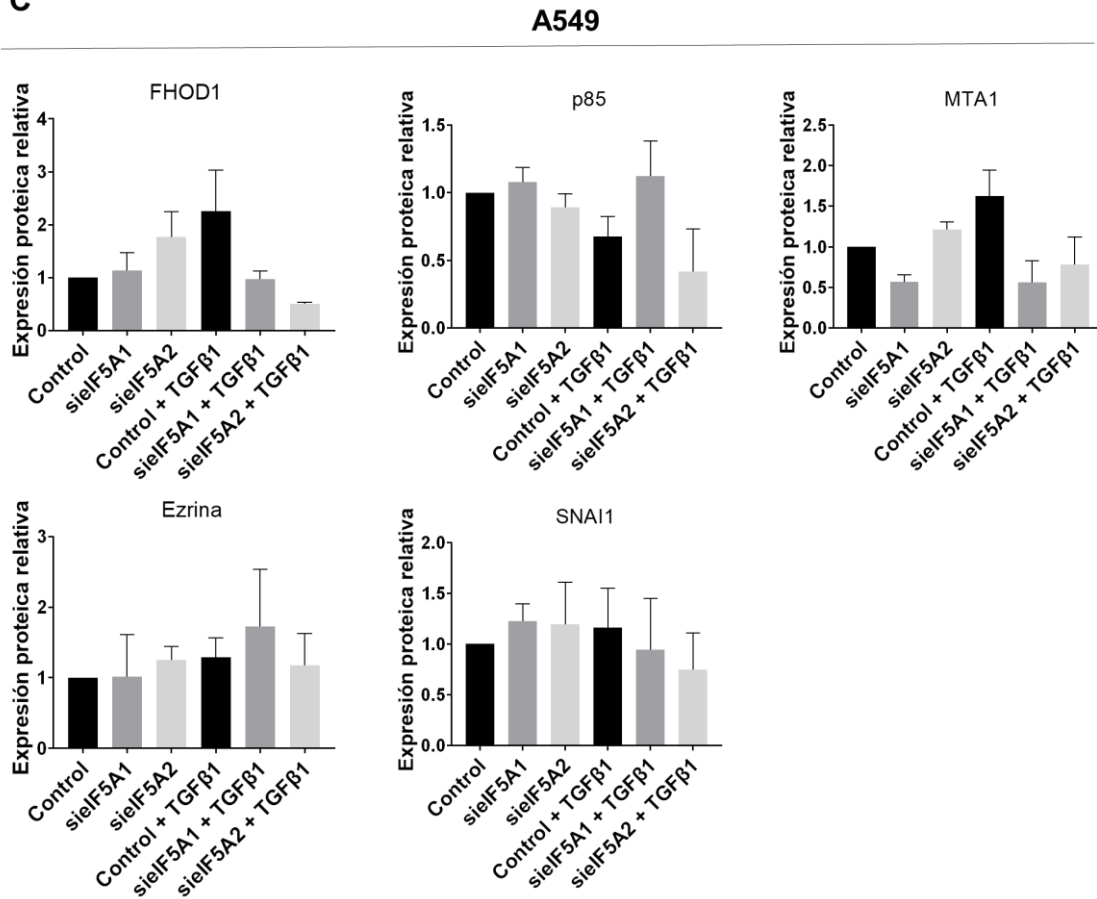 C
A549
FHOD1
Expresión proteica relativa
4
3
2
1
0
Control
sieIF5A1
sieIF5A2
Control + TGFβ1
sieIF5A1 + TGFβ1
sieIF5A2 + TGFβ1
p85
Expresión proteica relativa
1.5
1.0
0.5
0.0
Control
sieIF5A1
sieIF5A2
Control + TGFβ1
sieIF5A1 + TGFβ1
sieIF5A2 + TGFβ1
MTA1
Expresión proteica relativa
2.5
2.0
1.5
1.0
0.5
0.0
Control
sieIF5A1
sieIF5A2
Control + TGFβ1
sieIF5A1 + TGFβ1
sieIF5A2 + TGFβ1
Ezrina
Expresión proteica relativa
3
2
1
0
Control
sieIF5A1
sieIF5A2
Control + TGFβ1
sieIF5A1 + TGFβ1
sieIF5A2 + TGFβ1
SNAI1
Expresión proteica relativa
2.0
1.5
1.0
0.5
0.0
Control
sieIF5A1
sieIF5A2
Control + TGFβ1
sieIF5A1 + TGFβ1
sieIF5A2 + TGFβ1